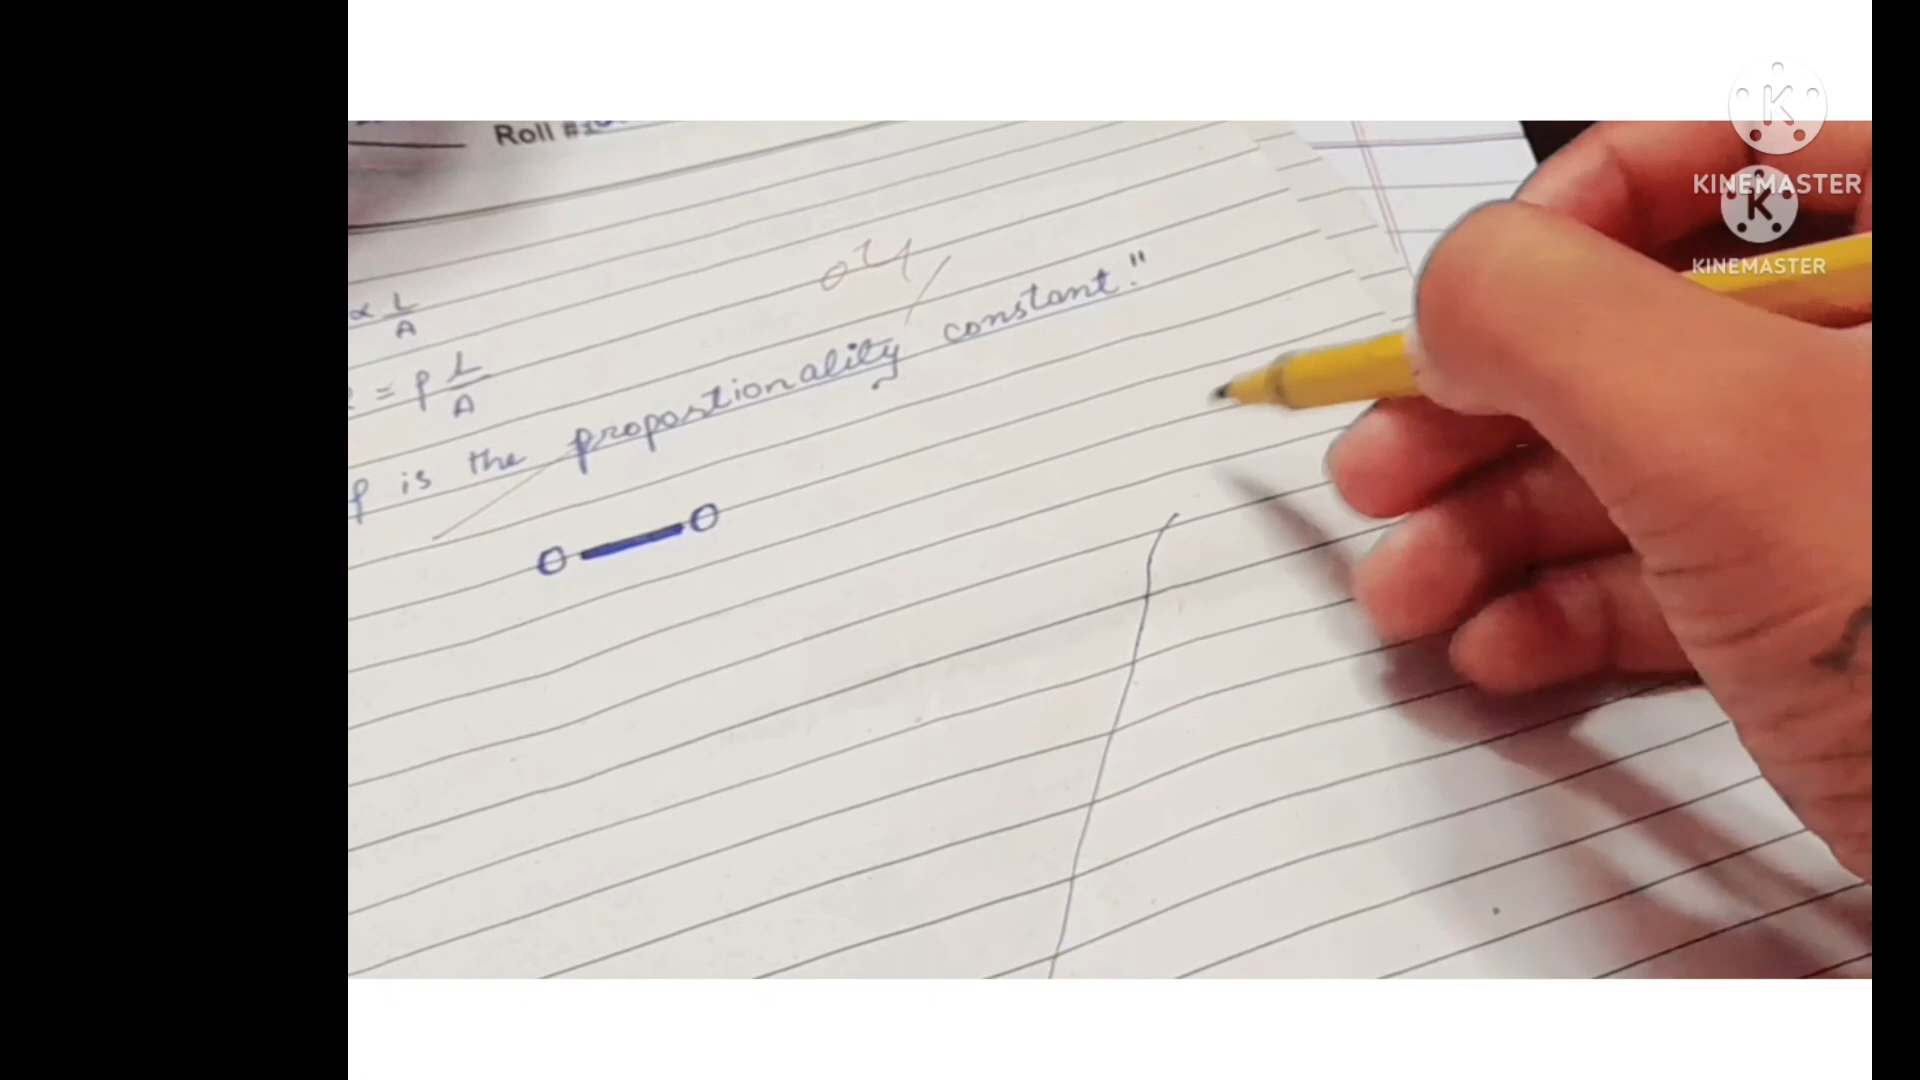 Roll #
∝ L/A
= ρ L/A
ρ is the proportionality constant."
KINEMASTER
KINEMASTER